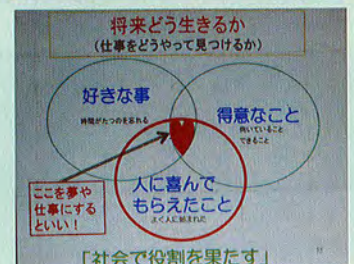 将来どう生きるか
(仕事をどうやって見つけるか)
好きな事
時間がたつのを忘れる
得意なこと
向いていること
できること
ここを夢や
仕事にする
といい!
人に喜んで
もらえたこと
よく人に頼まれた
「社会で役割を果たす」